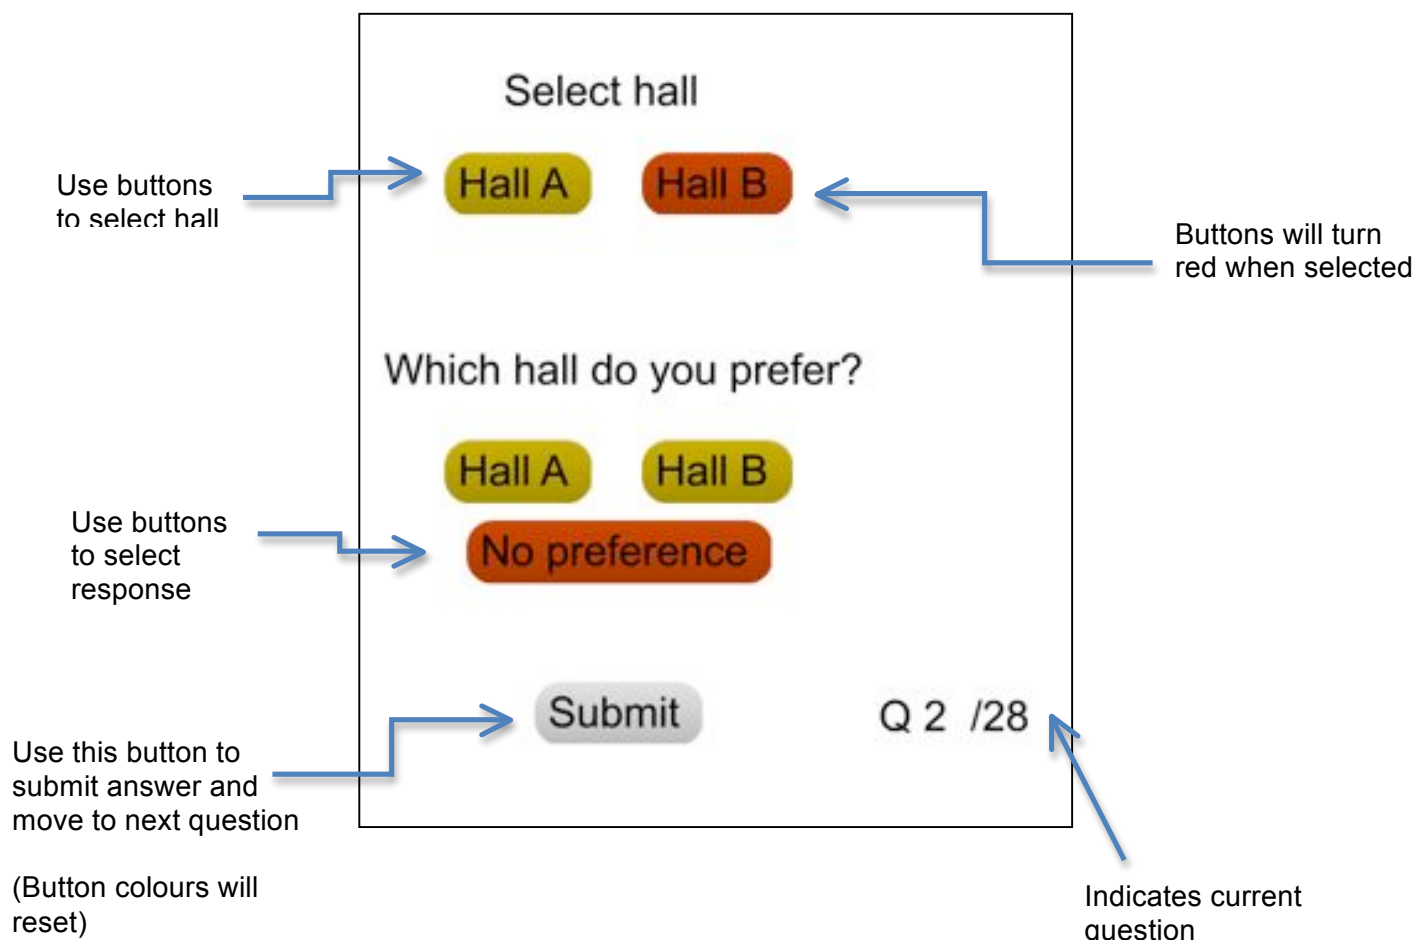 Select hall
Hall A
Hall B
Use buttons
to select hall
Buttons will turn
red when selected
Which hall do you prefer?
Hall A
Hall B
No preference
Use buttons
to select
response
Submit
Q 2 /28
Use this button to
submit answer and
move to next question
(Button colours will
reset)
Indicates current
question